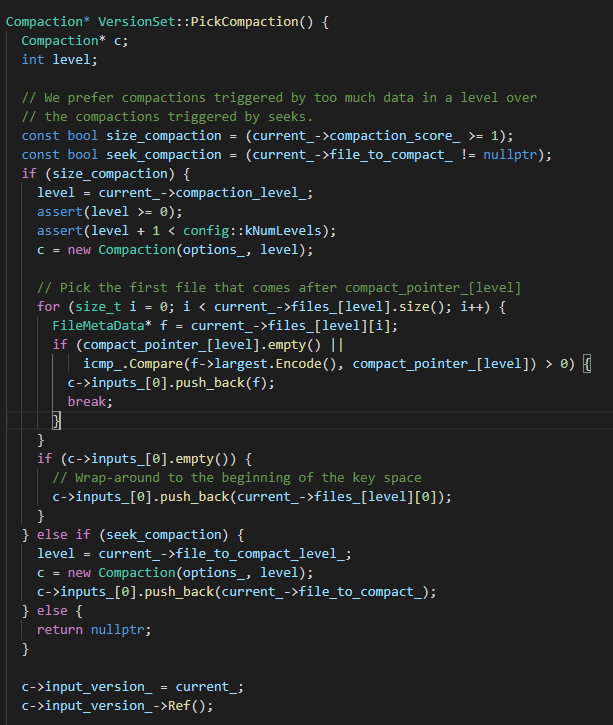 Compaction* VersionSet::PickCompaction() {
  Compaction* c;
  int level;

  // We prefer compactions triggered by too much data in a level over
  // the compactions triggered by seeks.
  const bool size_compaction = (current_->compaction_score_ >= 1);
  const bool seek_compaction = (current_->file_to_compact_ != nullptr);
  if (size_compaction) {
    level = current_->compaction_level_;
    assert(level >= 0);
    assert(level + 1 < config::kNumLevels);
    c = new Compaction(options_, level);

    // Pick the first file that comes after compact_pointer_[level]
    for (size_t i = 0; i < current_->files_[level].size(); i++) {
      FileMetaData* f = current_->files_[level][i];
      if (compact_pointer_[level].empty() ||
          icmp_.Compare(f->largest.Encode(), compact_pointer_[level]) > 0) {
        c->inputs_[0].push_back(f);
        break;
      }
    }
    if (c->inputs_[0].empty()) {
      // Wrap-around to the beginning of the key space
      c->inputs_[0].push_back(current_->files_[level][0]);
    }
  } else if (seek_compaction) {
    level = current_->file_to_compact_level_;
    c = new Compaction(options_, level);
    c->inputs_[0].push_back(current_->file_to_compact_);
  } else {
    return nullptr;
  }

  c->input_version_ = current_;
  c->input_version_->Ref();